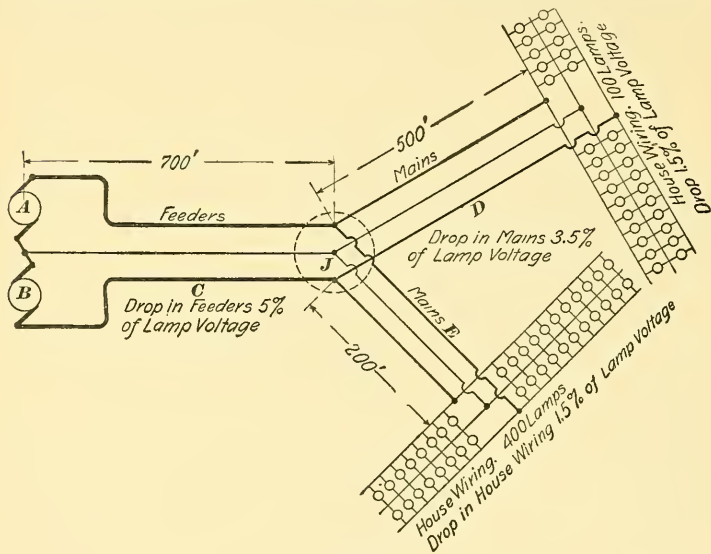 House Wiring. 100 Lamps.
Drop 1.5% of Lamp Voltage
500'
700'
Mains
A
Feeders
D
J
Drop in Mains 3.5%
of Lamp Voltage
B
C
Drop in Feeders 5%
of Lamp Voltage
Mains E
200'
House Wiring. 400 Lamps
Drop in House Wiring 1.5% of Lamp Voltage